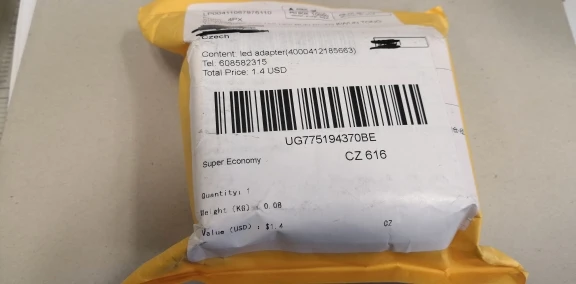 Czech
Content: led adapter(4000412185663)
Tel: 608582315
Total Price: 1.4 USD
UG775194370BE
Super Economy
CZ 616
Quantity: 1
Weight (KG): 0.08
Value (USD) : $1.4